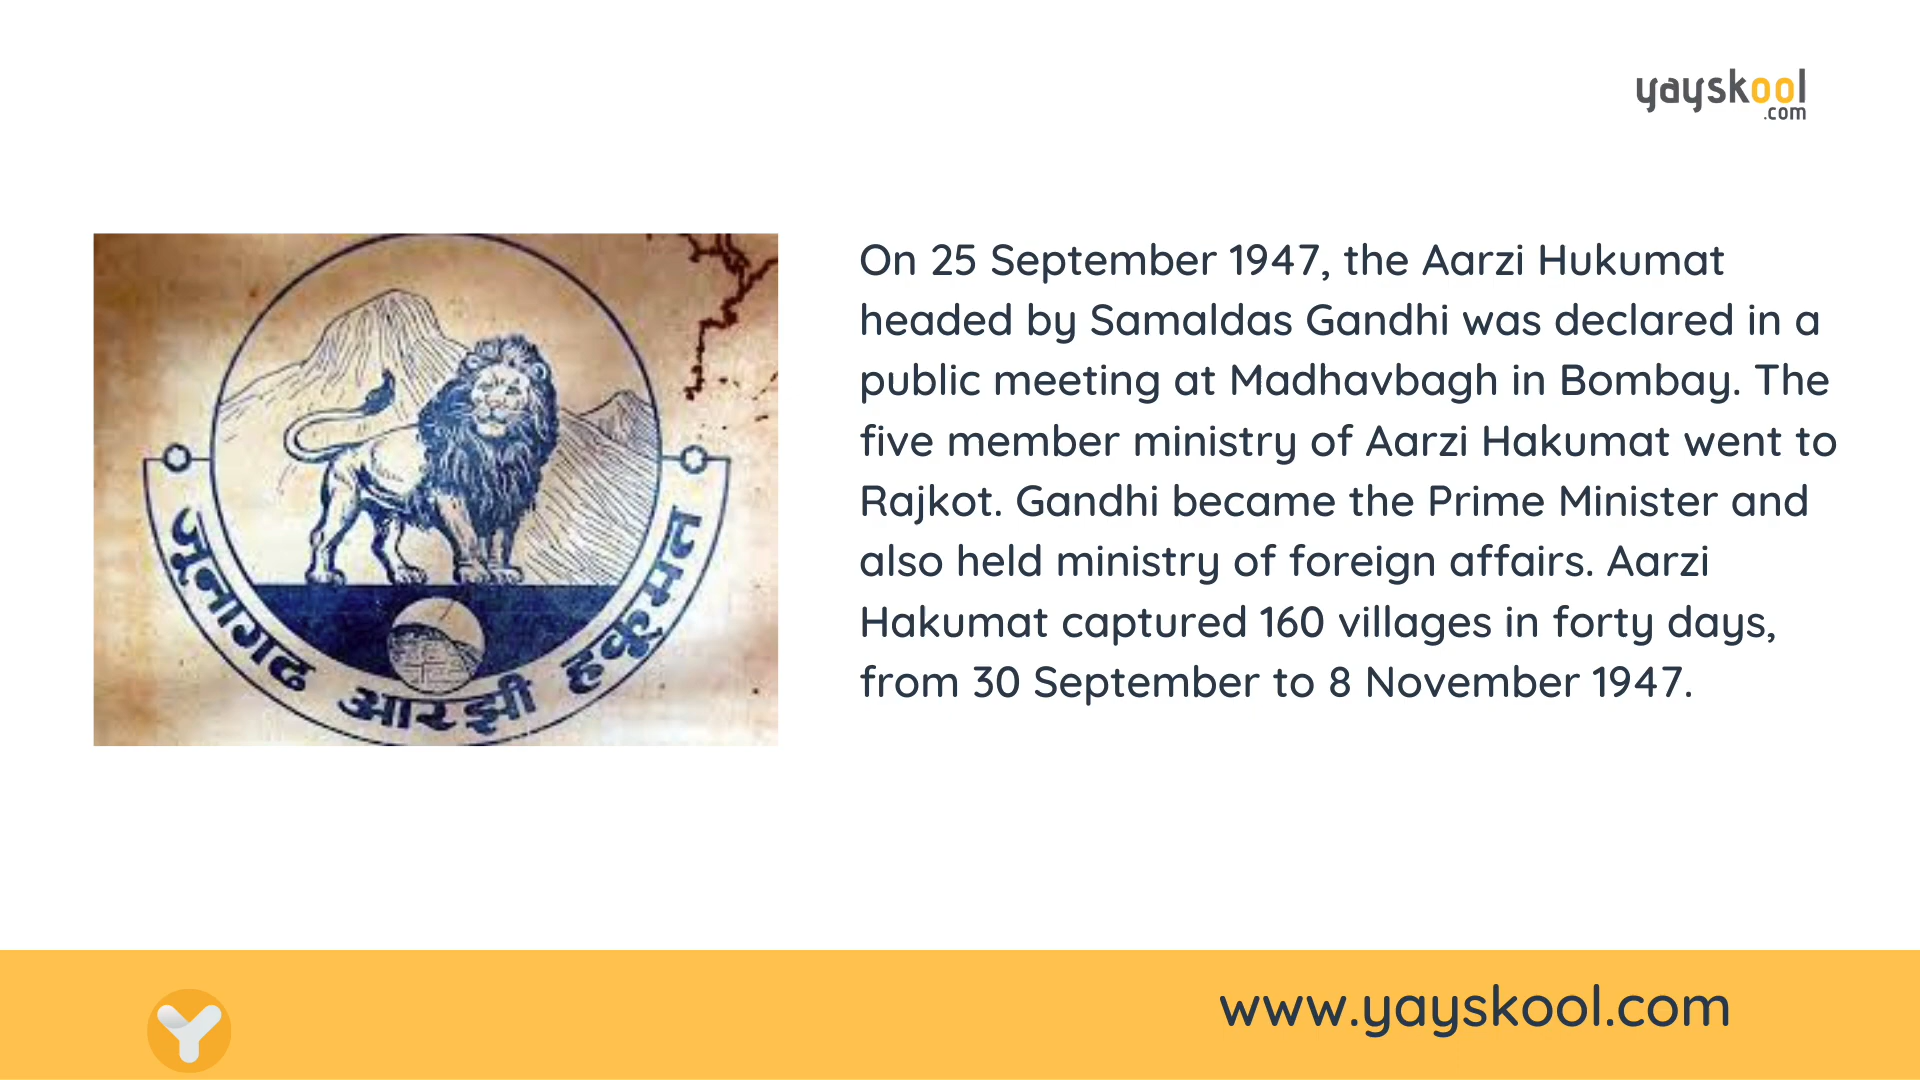 yayskool
.com
जूनागढ आरझी हकूमत
On 25 September 1947, the Aarzi Hukumat
headed by Samaldas Gandhi was declared in a
public meeting at Madhavbagh in Bombay. The
five member ministry of Aarzi Hakumat went to
Rajkot. Gandhi became the Prime Minister and
also held ministry of foreign affairs. Aarzi
Hakumat captured 160 villages in forty days,
from 30 September to 8 November 1947.
www.yayskool.com